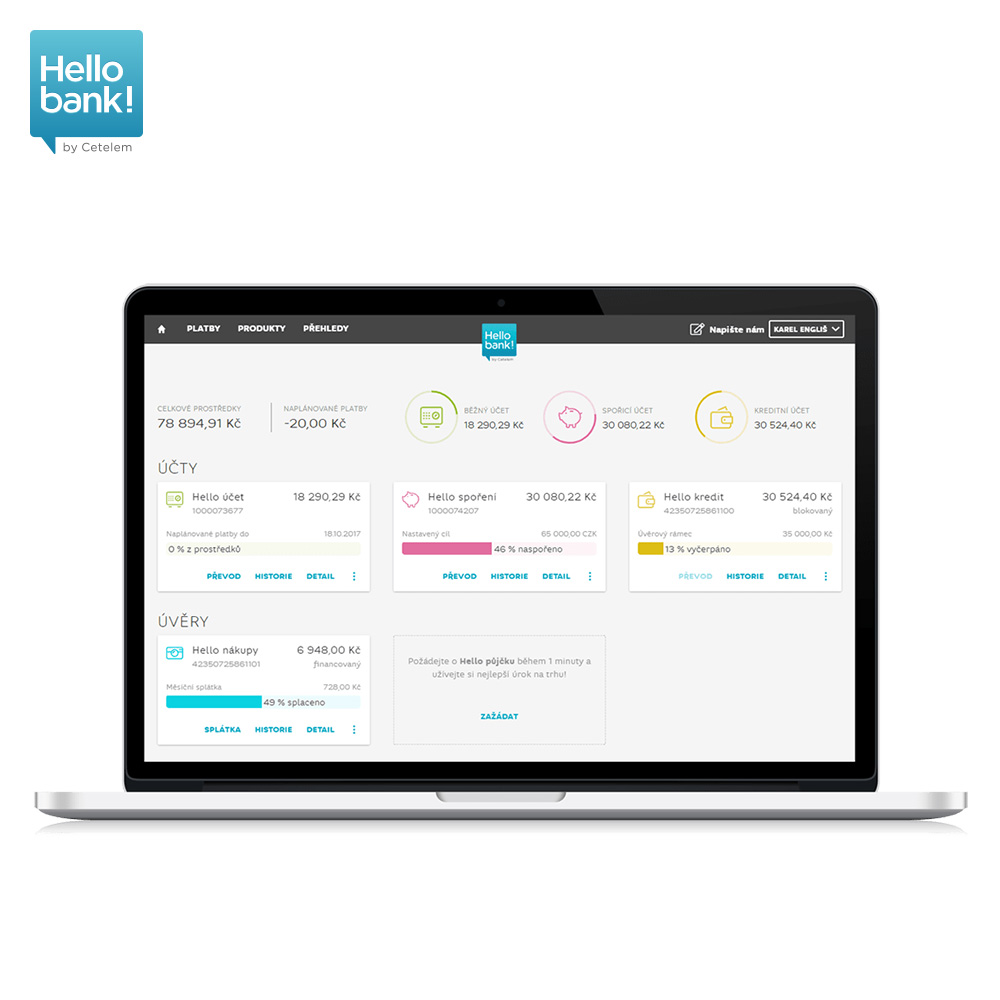 Hello
bank!
by Cetelem
PLATBY PRODUKTY PŘEHLEDY
Hello
bank!
by Cetelem
Napište nám KAREL ENGLIŠ
CELKOVÉ PROSTŘEDKY
78 894,91 Kč
NAPLÁNOVANÉ PLATBY
-20,00 Kč
BĚŽNÝ ÚČET
18 290,29 Kč
SPOŘICÍ ÚČET
30 080,22 Kč
KREDITNÍ ÚČET
30 524,40 Kč
ÚČTY
Hello účet 18 290,29 Kč
1000073677
Naplánované platby do 18.10.2017
0 % z prostředků
PŘEVOD HISTORIE DETAIL
Hello spoření 30 080,22 Kč
1000074207
Nastavený cíl 65 000,00 CZK
46 % naspořeno
PŘEVOD HISTORIE DETAIL
Hello kredit 30 524,40 Kč
42350725861100 blokovaný
Úvěrový rámec 35 000,00 Kč
13 % vyčerpáno
PŘEVOD HISTORIE DETAIL
ÚVĚRY
Hello nákupy 6 948,00 Kč
42350725861101 financovaný
Měsíční splátka 728,00 Kč
49 % splaceno
SPLÁTKA HISTORIE DETAIL
Požádejte o Hello půjčku během 1 minuty a
užívejte si nejlepší úrok na trhu!
ZAŽÁDAT